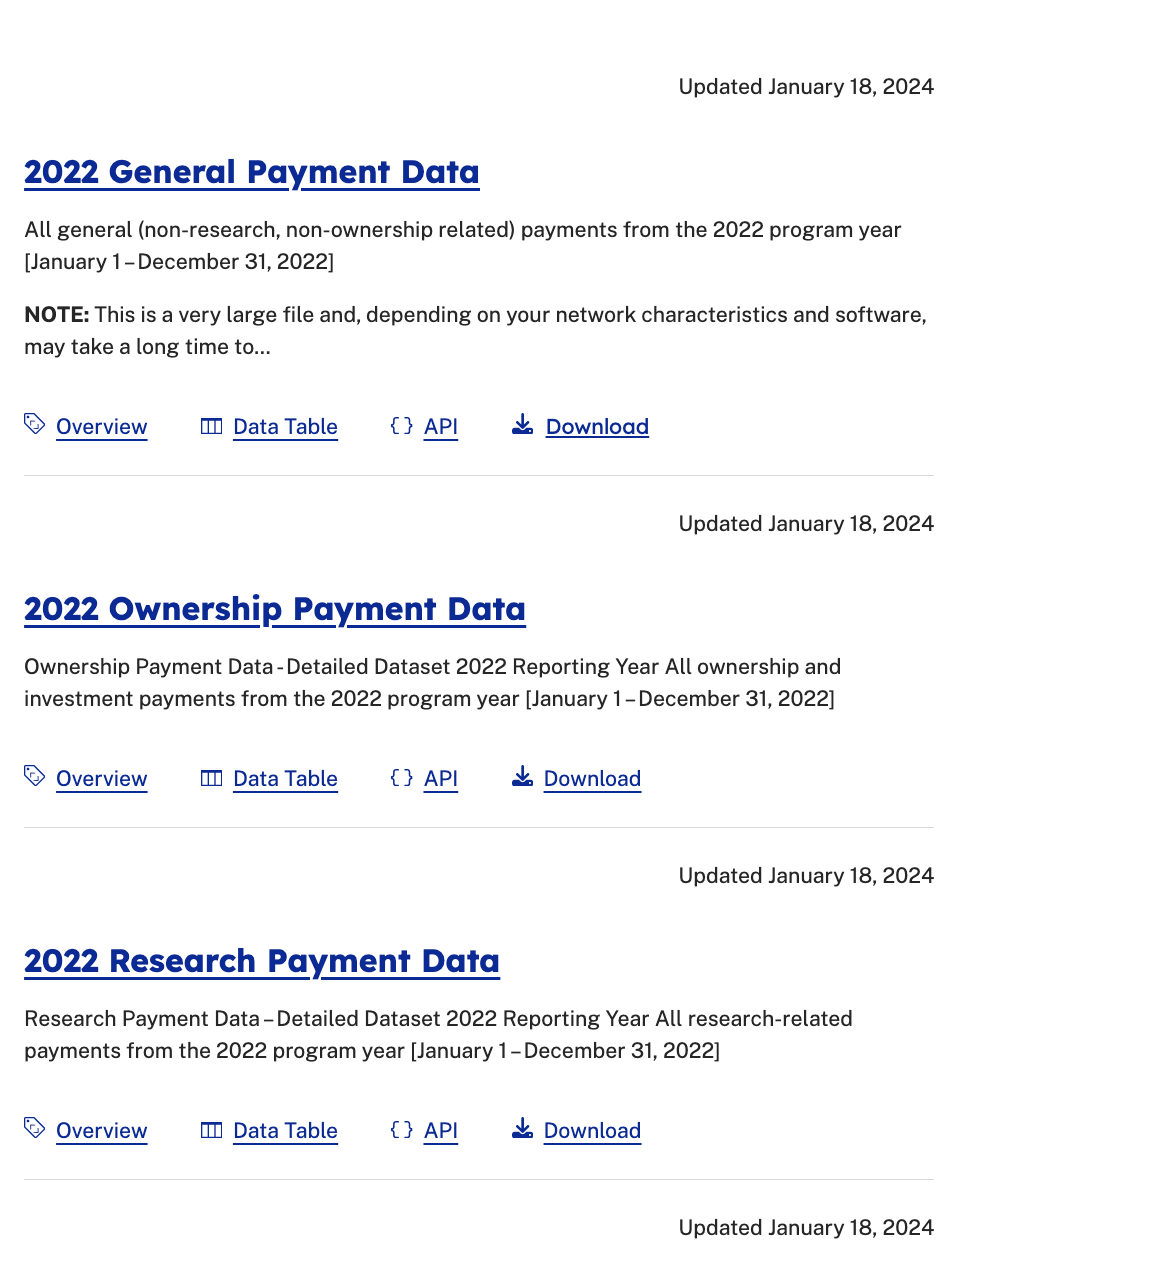 Updated January 18, 2024
2022 General Payment Data
All general (non-research, non-ownership related) payments from the 2022 program year
[January 1 – December 31, 2022]
NOTE: This is a very large file and, depending on your network characteristics and software,
may take a long time to...
Overview Data Table API Download
Updated January 18, 2024
2022 Ownership Payment Data
Ownership Payment Data - Detailed Dataset 2022 Reporting Year All ownership and
investment payments from the 2022 program year [January 1 – December 31, 2022]
Overview Data Table API Download
Updated January 18, 2024
2022 Research Payment Data
Research Payment Data – Detailed Dataset 2022 Reporting Year All research-related
payments from the 2022 program year [January 1 – December 31, 2022]
Overview Data Table API Download
Updated January 18, 2024